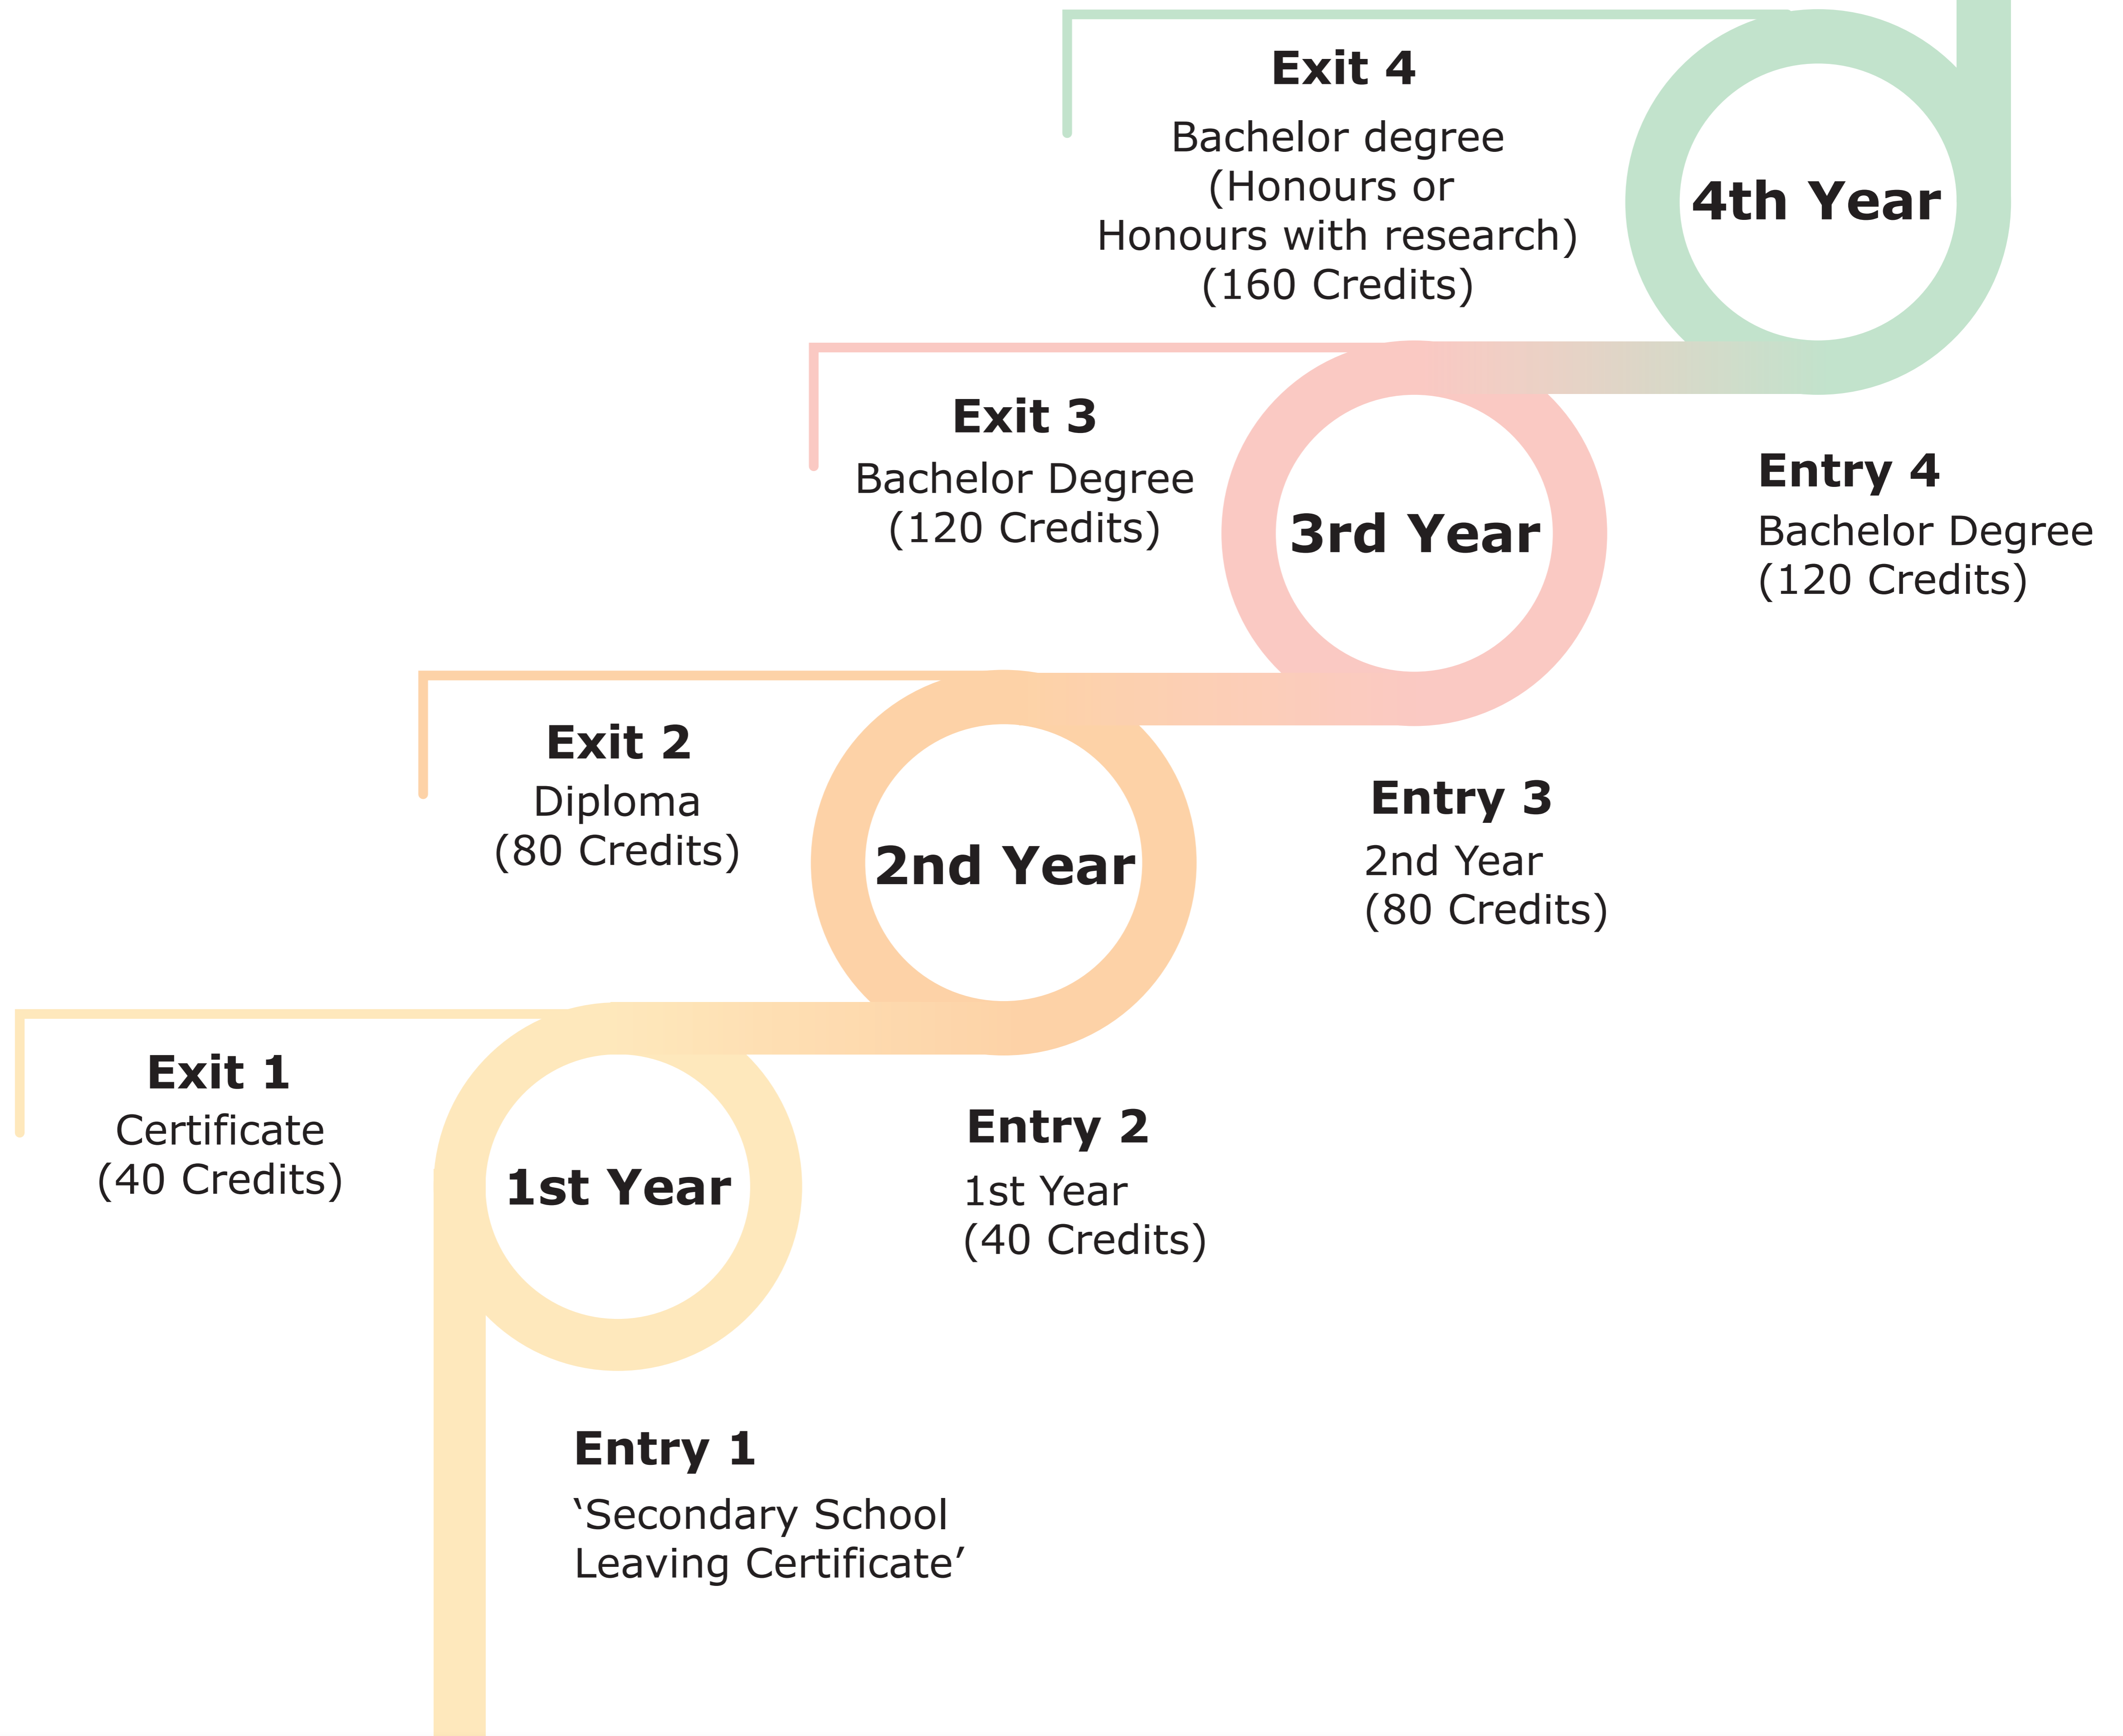 Exit 4
Bachelor degree
(Honours or
Honours with research)
(160 Credits)
4th Year
Exit 3
Bachelor Degree
(120 Credits)
3rd Year
Entry 4
Bachelor Degree
(120 Credits)
Exit 2
Diploma
(80 Credits)
2nd Year
Entry 3
2nd Year
(80 Credits)
Exit 1
Certificate
(40 Credits)
1st Year
Entry 2
1st Year
(40 Credits)
Entry 1
‘Secondary School
Leaving Certificate’